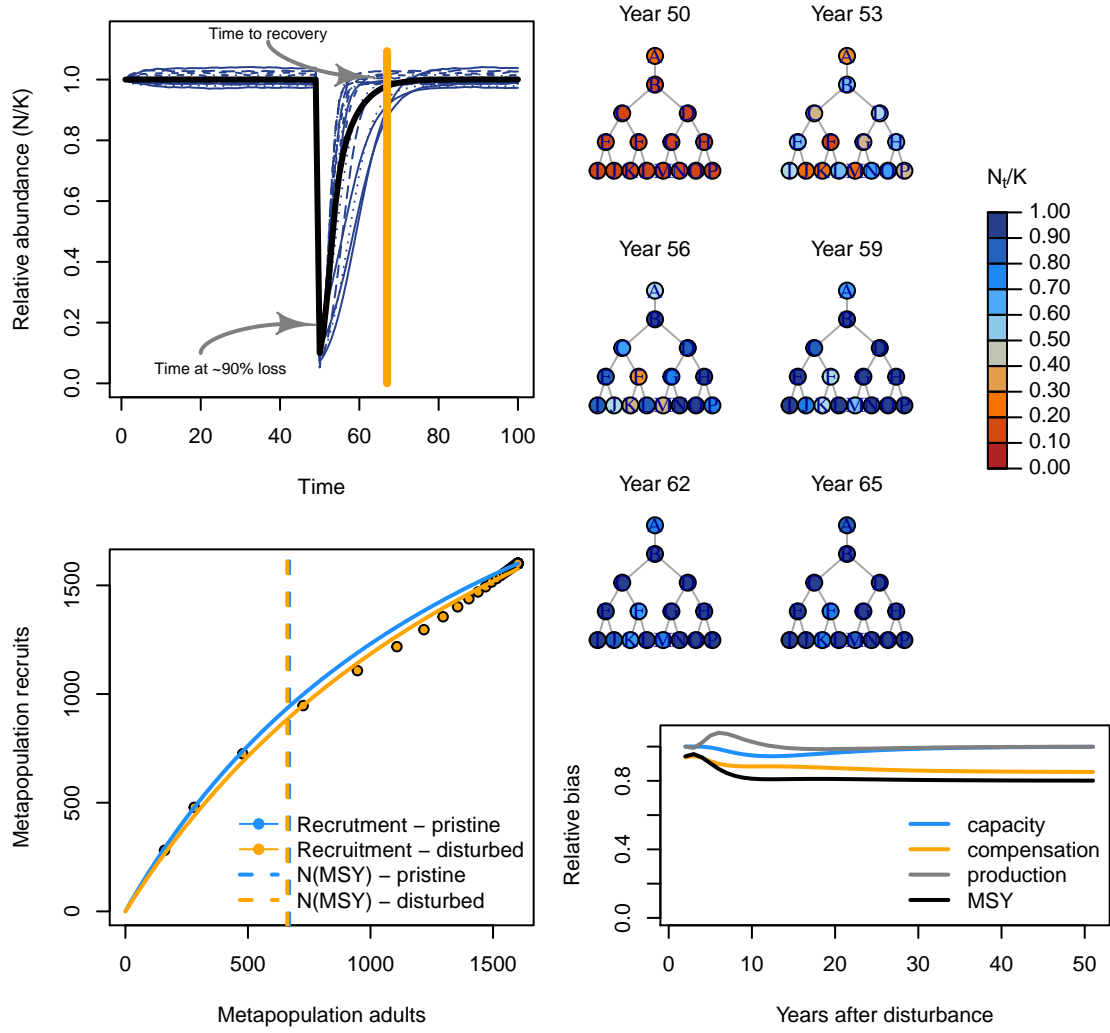 Time to recovery
Time at ~90% loss
Relative abundance (N/K)
0.0 0.2 0.4 0.6 0.8 1.0
0 20 40 60 80 100
Time
Year 50
A
B
E F G H
K M N P
Year 53
A
B
E F G H
K M N P
Year 56
A
B
E F G H
K M N P
Year 59
A
B
E F G H
K M N P
Year 62
A
B
E F G H
K M N P
Year 65
A
B
E F G H
K M N P
Nt/K
1.00
0.90
0.80
0.70
0.60
0.50
0.40
0.30
0.20
0.10
0.00
Metapopulation recruits
0 500 1000 1500
Recrutment – pristine
Recruitment – disturbed
N(MSY) – pristine
N(MSY) – disturbed
0 500 1000 1500
Metapopulation adults
Relative bias
0.0 0.4 0.8
capacity
compensation
production
MSY
0 10 20 30 40 50
Years after disturbance